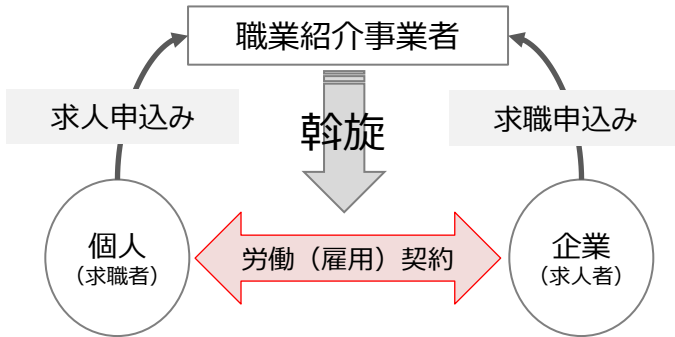 職業紹介事業者
求人申込み
斡旋
求職申込み
個人
（求職者）
労働（雇用）契約
企業
（求人者）